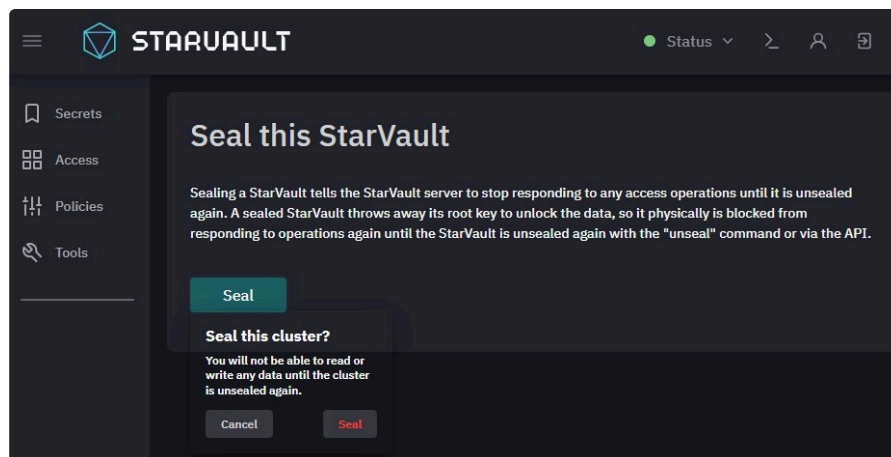 STARVAULT
Status
Secrets
Access
Policies
Tools
Seal this StarVault
Sealing a StarVault tells the StarVault server to stop responding to any access operations until it is unsealed
again. A sealed StarVault throws away its root key to unlock the data, so it physically is blocked from
responding to operations again until the StarVault is unsealed again with the "unseal" command or via the API.
Seal
Seal this cluster?
You will not be able to read or
write any data until the cluster
is unsealed again.
Cancel
Seal